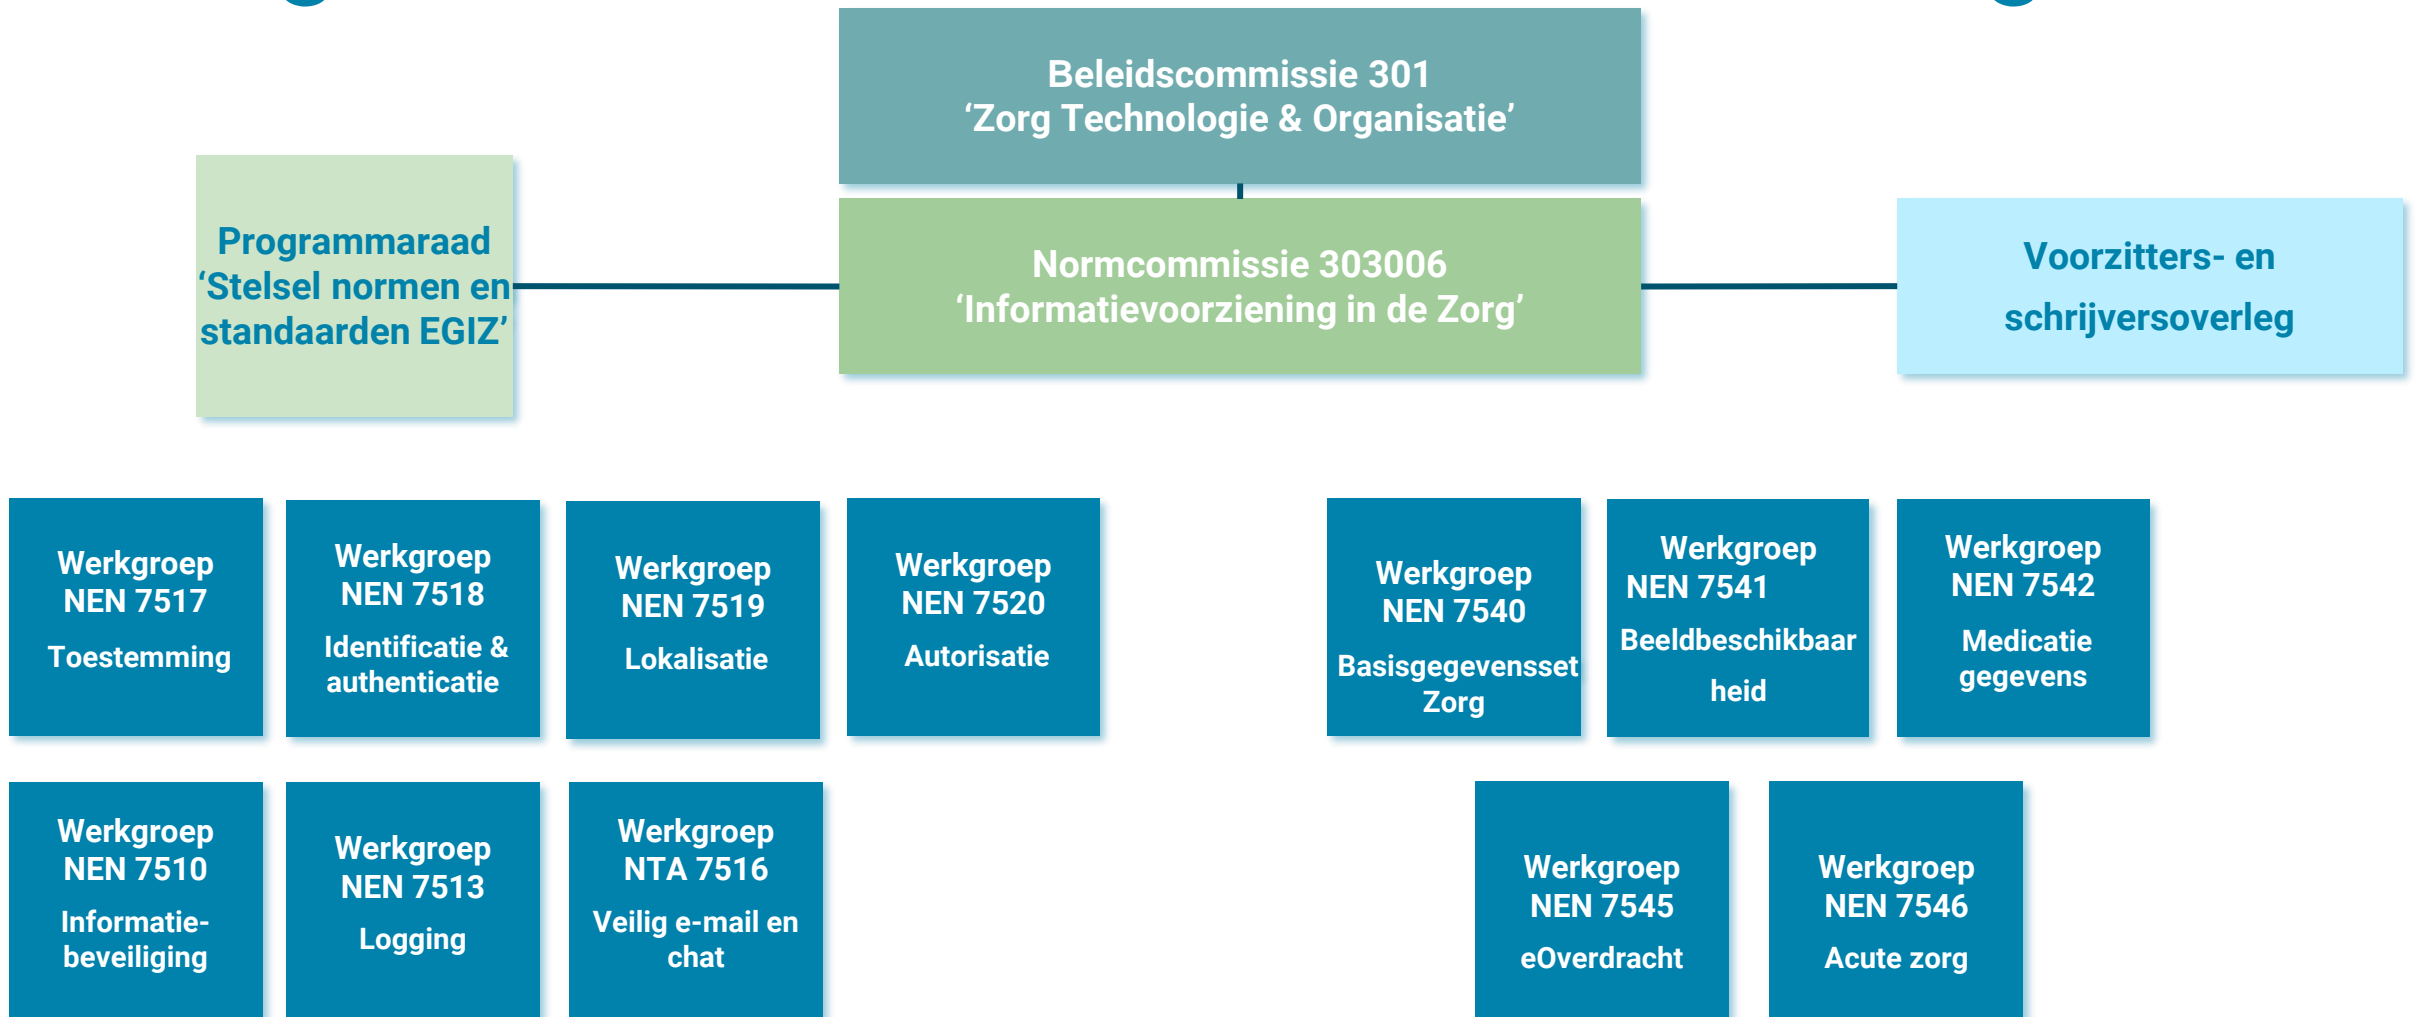 Beleidscommissie 301
‘Zorg Technologie & Organisatie’
Programmaraad
‘Stelsel normen en
standaarden EGIZ’
Normcommissie 303006
‘Informatievoorziening in de Zorg’
Voorzitters- en
schrijversoverleg
Werkgroep
NEN 7517
Toestemming
Werkgroep
NEN 7518
Identificatie &
authenticatie
Werkgroep
NEN 7519
Lokalisatie
Werkgroep
NEN 7520
Autorisatie
Werkgroep
NEN 7540
Basisgegevensset
Zorg
Werkgroep
NEN 7541
Beeldbeschikbaar
heid
Werkgroep
NEN 7542
Medicatie
gegevens
Werkgroep
NEN 7510
Informatie-
beveiliging
Werkgroep
NEN 7513
Logging
Werkgroep
NTA 7516
Veilig e-mail en
chat
Werkgroep
NEN 7545
eOverdracht
Werkgroep
NEN 7546
Acute zorg